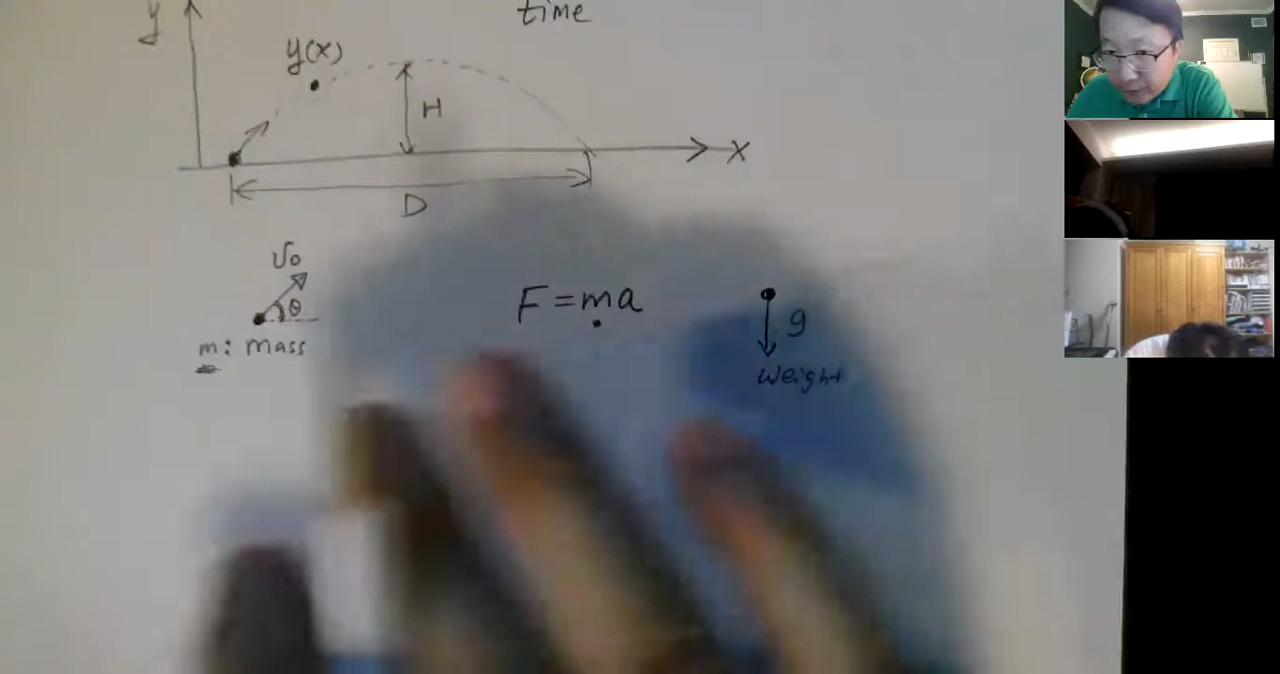 time
y
y(x)
H
x
D
v₀
θ
F = ma
g
m: mass
Weight